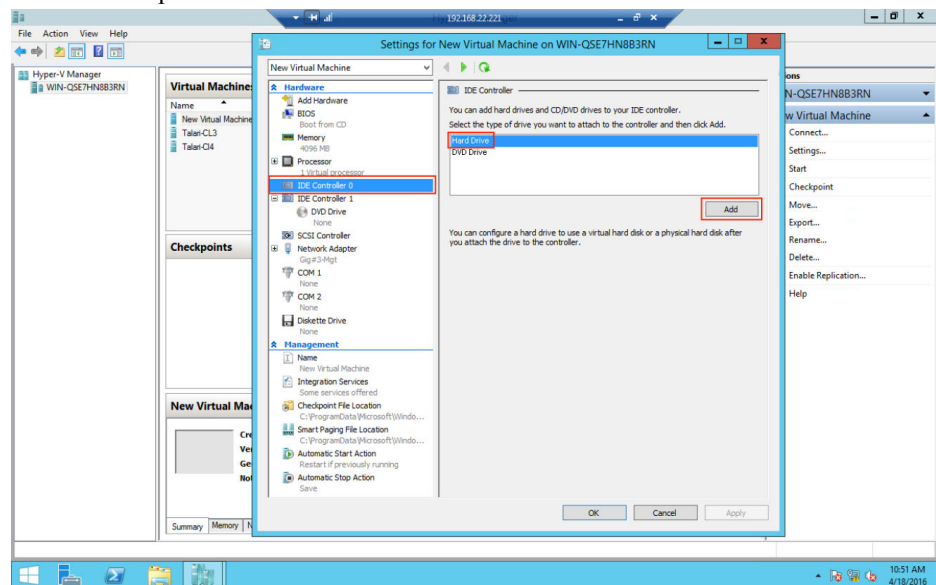 192.168.22.221
File Action View Help
Hyper-V Manager
WIN-QSE7HN8B3RN
Virtual Machine
Name
New Virtual Machine
Talari-CL3
Talari-Cl4
Checkpoints
New Virtual Ma
Cre
Ver
Ge
Not
Summary Memory N
Settings for New Virtual Machine on WIN-QSE7HN8B3RN
New Virtual Machine
Hardware
Add Hardware
BIOS
Boot from CD
Memory
4096 MB
Processor
1 Virtual processor
IDE Controller 0
IDE Controller 1
DVD Drive
None
SCSI Controller
Network Adapter
Gig#3-Mgt
COM 1
None
COM 2
None
Diskette Drive
None
Management
Name
New Virtual Machine
Integration Services
Some services offered
Checkpoint File Location
C:\ProgramData\Microsoft\Windo...
Smart Paging File Location
C:\ProgramData\Microsoft\Windo...
Automatic Start Action
Restart if previously running
Automatic Stop Action
Save
IDE Controller
You can add hard drives and CD/DVD drives to your IDE controller.
Select the type of drive you want to attach to the controller and then click Add.
Hard Drive
DVD Drive
Add
You can configure a hard drive to use a virtual hard disk or a physical hard disk after
you attach the drive to the controller.
OK Cancel Apply
ons
N-QSE7HN8B3RN
w Virtual Machine
Connect...
Settings...
Start
Checkpoint
Move...
Export...
Rename...
Delete...
Enable Replication...
Help
10:51 AM
4/18/2016